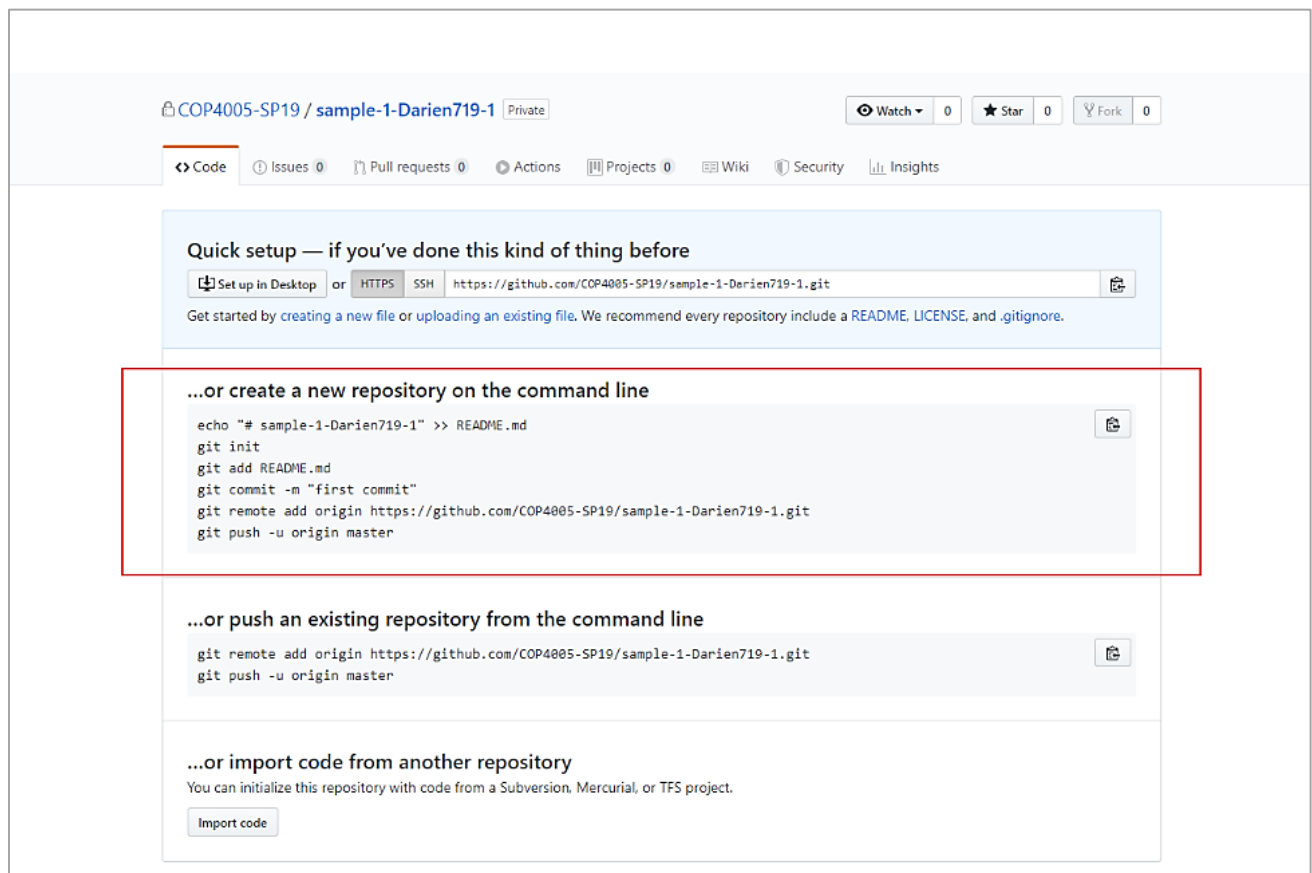 COP4005-SP19 / sample-1-Darien719-1 Private Watch 0 Star 0 Fork 0
Code Issues 0 Pull requests 0 Actions Projects 0 Wiki Security Insights
Quick setup — if you've done this kind of thing before
Set up in Desktop or HTTPS SSH https://github.com/COP4005-SP19/sample-1-Darien719-1.git
Get started by creating a new file or uploading an existing file. We recommend every repository include a README, LICENSE, and .gitignore.
...or create a new repository on the command line
echo "# sample-1-Darien719-1" >> README.md
git init
git add README.md
git commit -m "first commit"
git remote add origin https://github.com/COP4005-SP19/sample-1-Darien719-1.git
git push -u origin master
...or push an existing repository from the command line
git remote add origin https://github.com/COP4005-SP19/sample-1-Darien719-1.git
git push -u origin master
...or import code from another repository
You can initialize this repository with code from a Subversion, Mercurial, or TFS project.
Import code